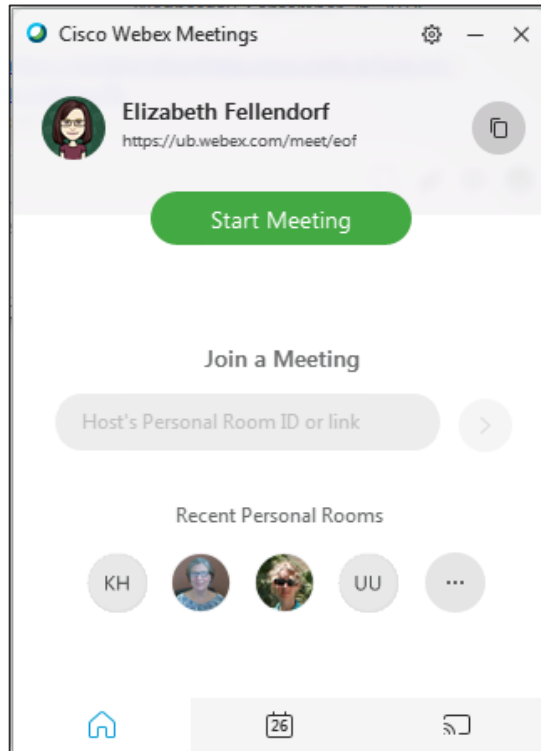 Cisco Webex Meetings
Elizabeth Fellendorf
https://ub.webex.com/meet/eof
Start Meeting
Join a Meeting
Host's Personal Room ID or link
Recent Personal Rooms
KH
UU
26